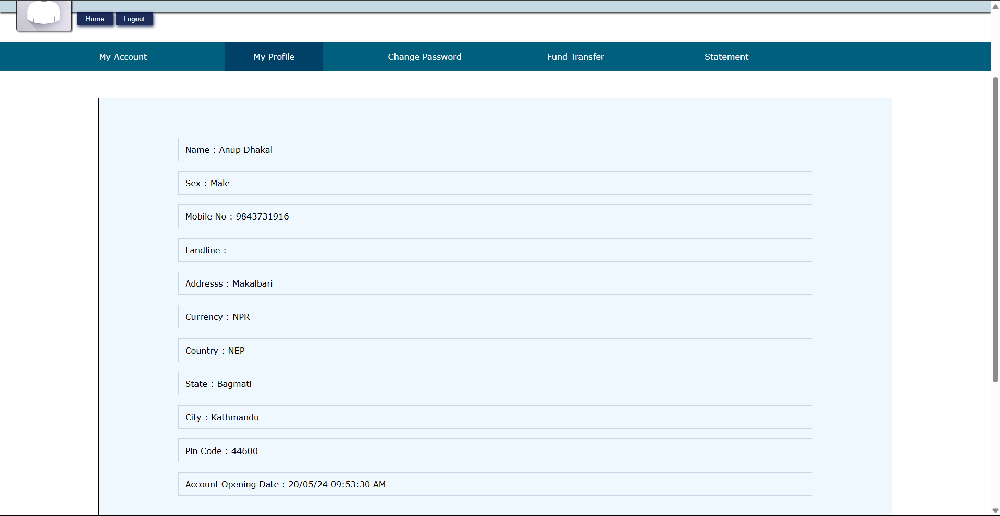 Home Logout
My Account My Profile Change Password Fund Transfer Statement
Name : Anup Dhakal
Sex : Male
Mobile No : 9843731916
Landline :
Addresss : Makalbari
Currency : NPR
Country : NEP
State : Bagmati
City : Kathmandu
Pin Code : 44600
Account Opening Date : 20/05/24 09:53:30 AM